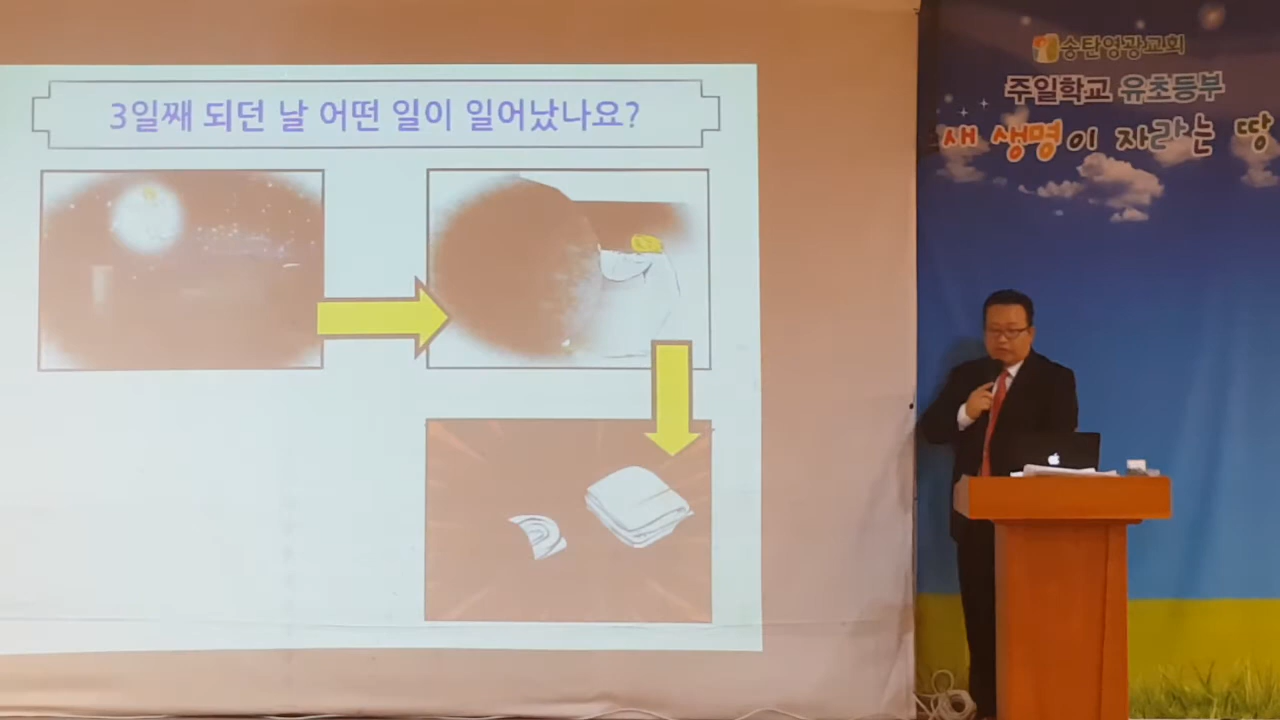 3일째 되던 날 어떤 일이 일어났나요?
송탄영광교회
주일학교 유초등부
새 생명이 자라는 땅